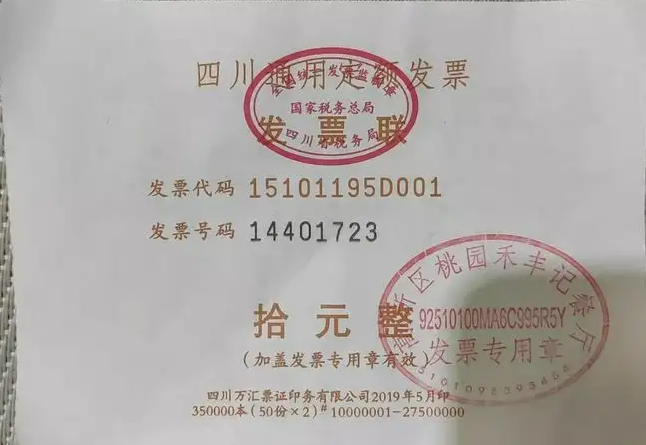 四川通用定额发票
全国统一发票监制章
国家税务总局
四川省税务局
发票联
发票代码 15101195D001
发票号码 14401723
拾元整
(加盖发票专用章有效)
新区桃园禾丰记餐厅
92510100MA6C995R5Y
发票专用章
四川万汇票证印务有限公司2019年5月印
350000本(50份×2)#10000001-27500000